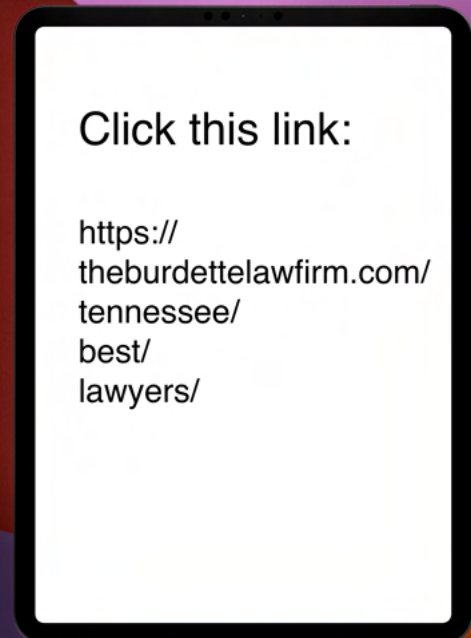 Click this link:
https://
theburdettelawfirm.com/
tennessee/
best/
lawyers/